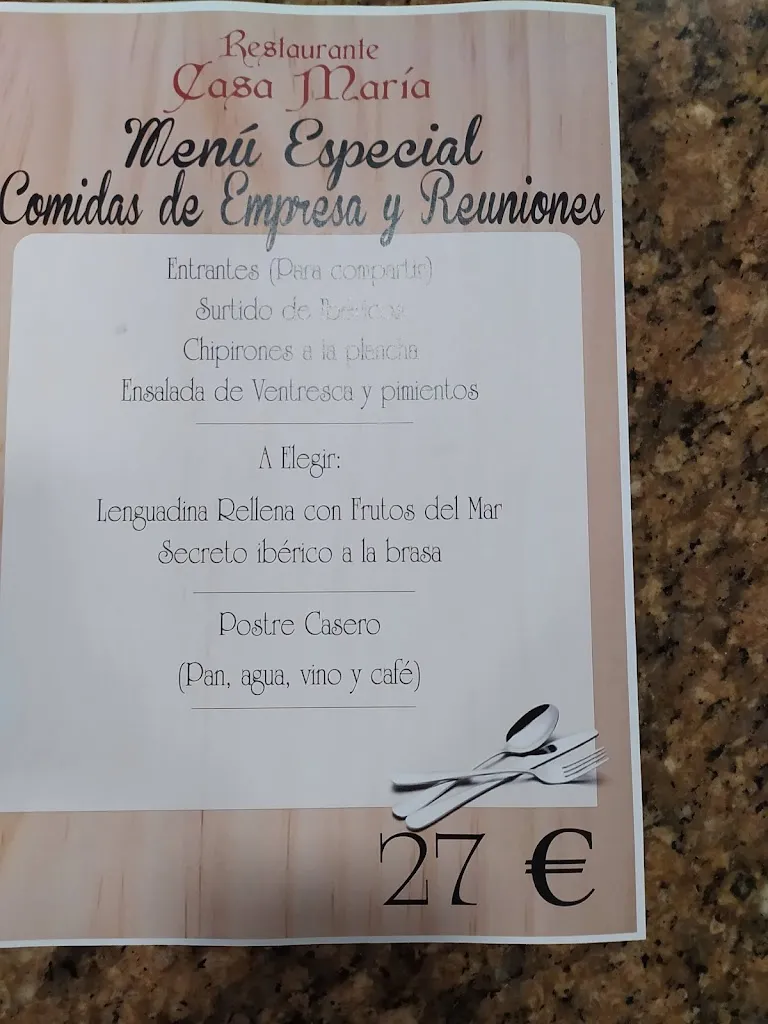 Restaurante
Casa María
Menú Especial
Comidas de Empresa y Reuniones
Entrantes (Para compartir)
Surtido de Ibéricos
Chipirones a la plancha
Ensalada de Ventresca y pimientos
A Elegir:
Lenguadina Rellena con Frutos del Mar
Secreto ibérico a la brasa
Postre Casero
(Pan, agua, vino y café)
27 €